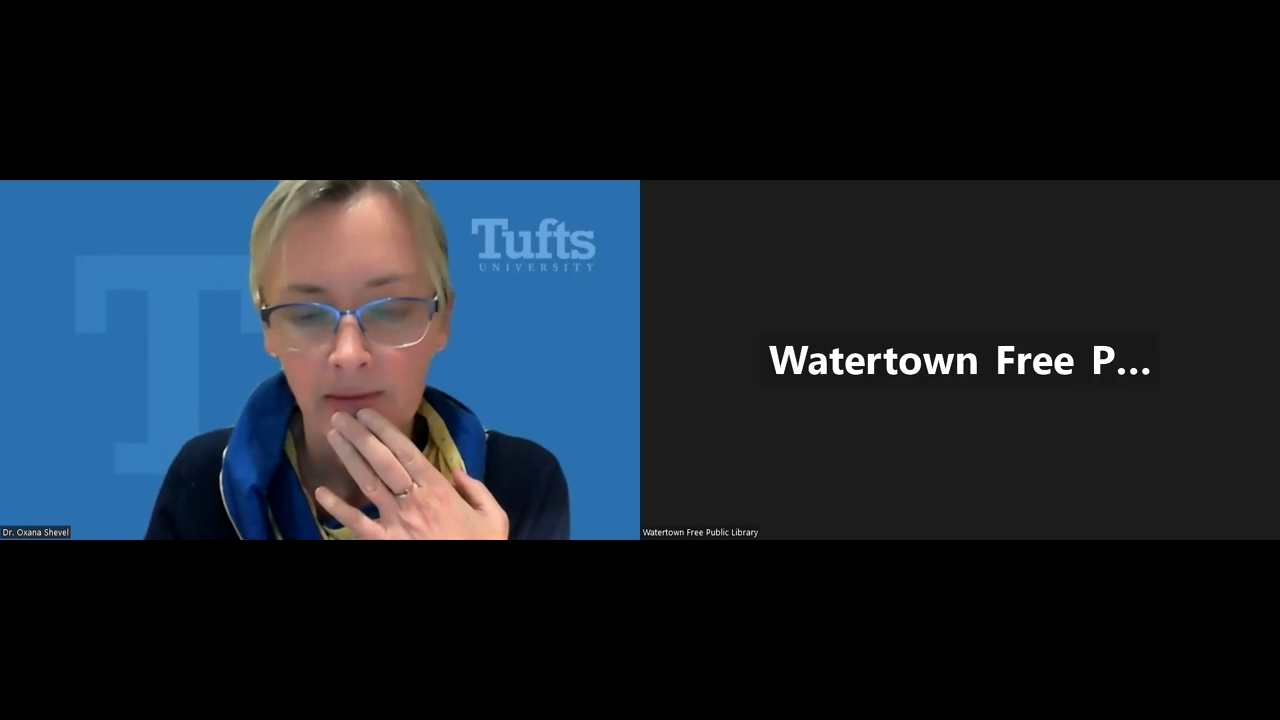 T
Tufts
UNIVERSITY
Dr. Oxana Shevel
Watertown Free P...
Watertown Free Public Library